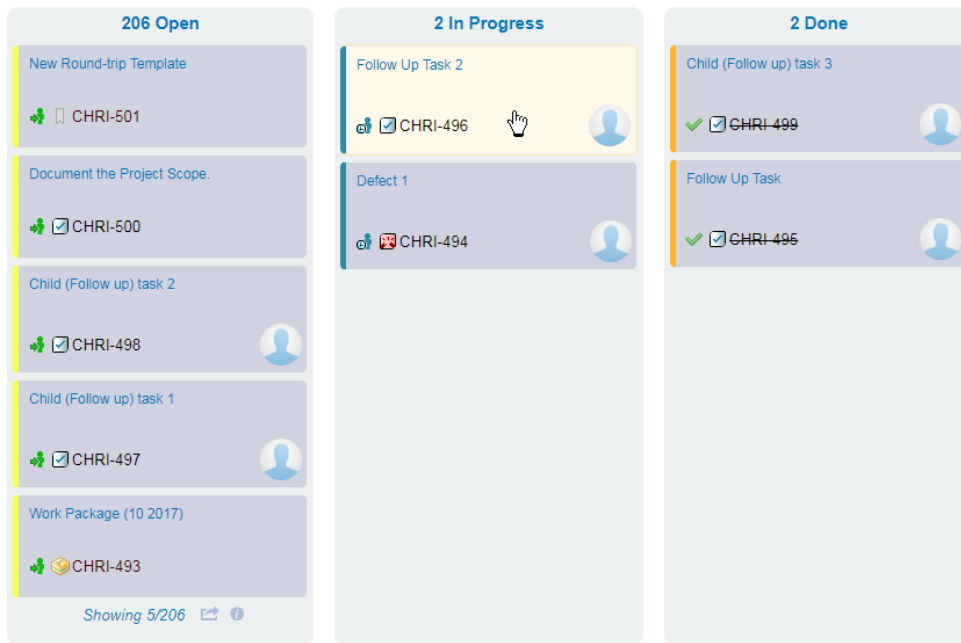 206 Open
New Round-trip Template
CHRI-501
Document the Project Scope.
CHRI-500
Child (Follow up) task 2
CHRI-498
Child (Follow up) task 1
CHRI-497
Work Package (10 2017)
CHRI-493
Showing 5/206
2 In Progress
Follow Up Task 2
CHRI-496
Defect 1
CHRI-494
2 Done
Child (Follow up) task 3
CHRI-499
Follow Up Task
CHRI-495